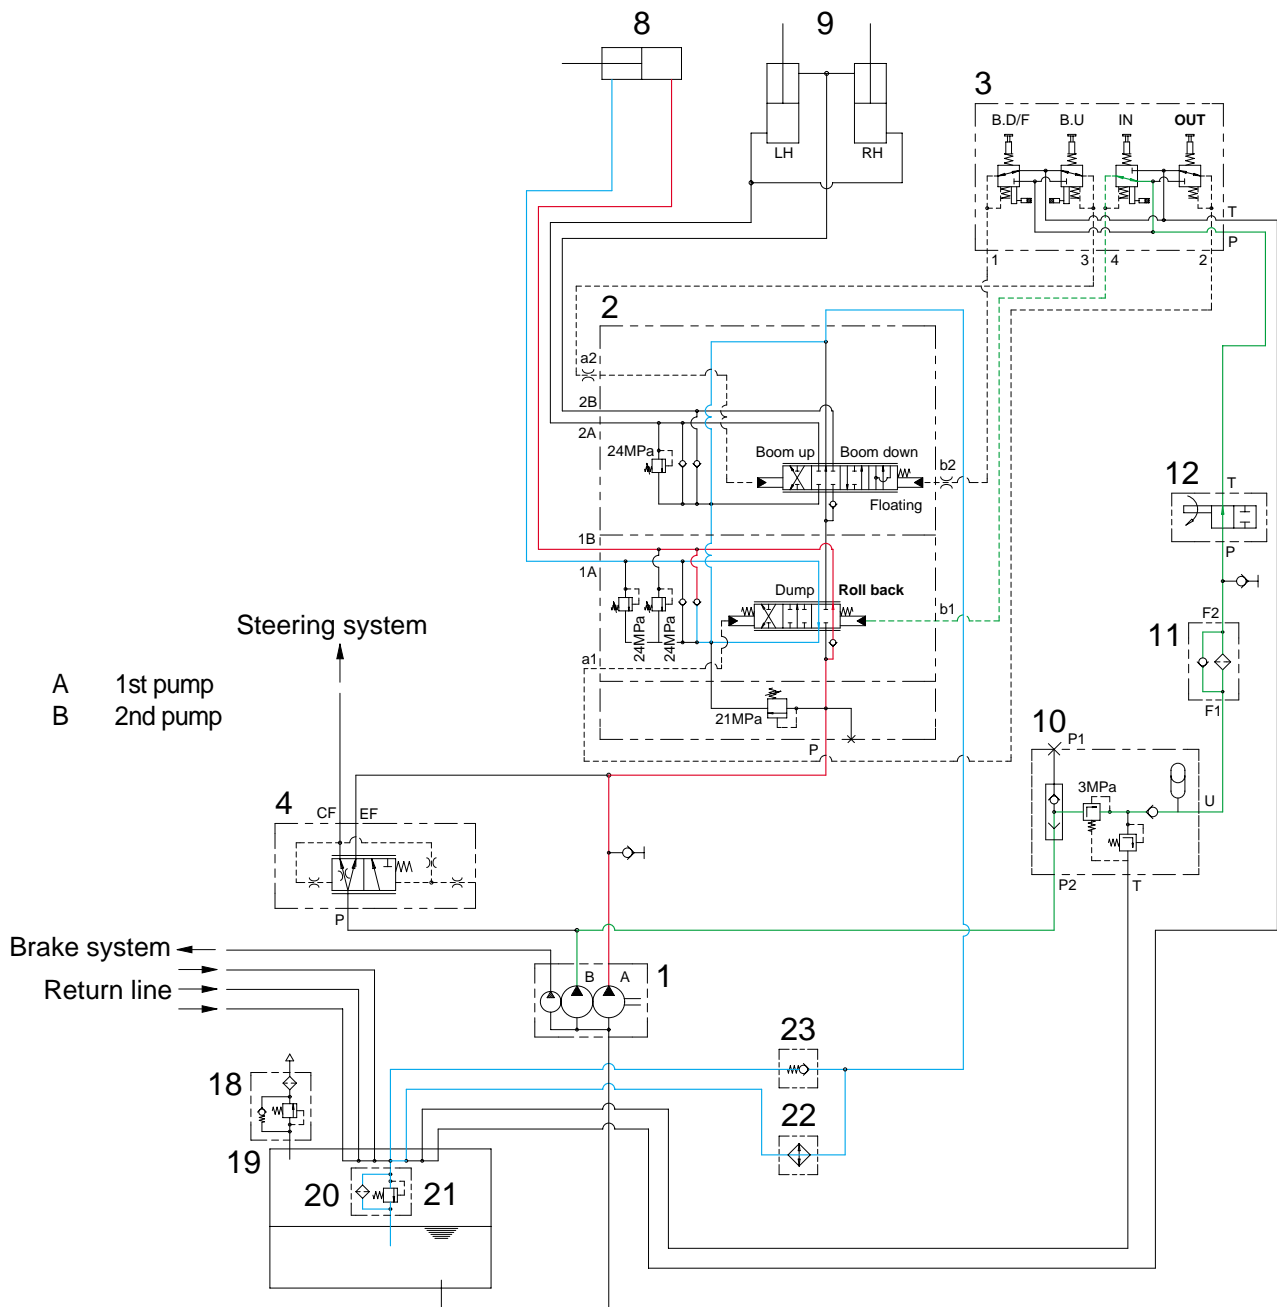 8
9
3
B.D/F B.U IN OUT
LH RH
T
P
1 3 4 2
2
a2
2B
2A
24MPa
Boom up Boom down
b2
Floating
12
T
P
1B
1A
Dump Roll back
b1
24MPa
24MPa
a1
F2
11
F1
Steering system
A 1st pump
B 2nd pump
21MPa
P
10
P1
3MPa
U
P2
T
4
CF EF
P
Brake system
Return line
B A
1
23
22
18
19
20
21